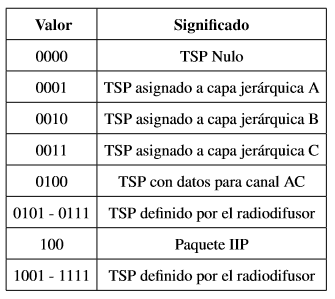 Valor Significado
0000 TSP Nulo
0001 TSP asignado a capa jerárquica A
0010 TSP asignado a capa jerárquica B
0011 TSP asignado a capa jerárquica C
0100 TSP con datos para canal AC
0101 - 0111 TSP definido por el radiodifusor
100 Paquete IIP
1001 - 1111 TSP definido por el radiodifusor